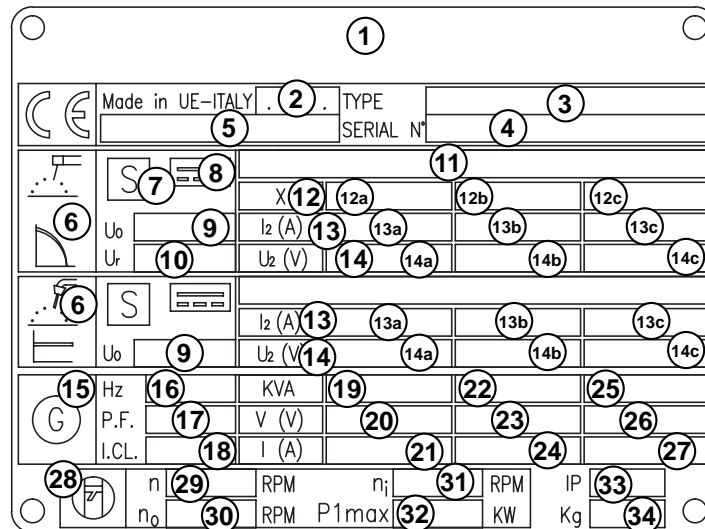 1
Made in UE-ITALY . 2 . TYPE 3
5 SERIAL N° 4
CE
S 7 8 11
X 12 12a 12b 12c
6 U₀ 9 I₂ (A) 13 13a 13b 13c
Uᵣ 10 U₂ (V) 14 14a 14b 14c
6 S
I₂ (A) 13 13a 13b 13c
U₀ 9 U₂ (V) 14 14a 14b 14c
15 Hz 16 KVA 19 22 25
G P.F. 17 V (V) 20 23 26
I.CL. 18 I (A) 21 24 27
28 n 29 RPM nᵢ 31 RPM IP 33
n₀ 30 RPM P1max 32 KW Kg 34